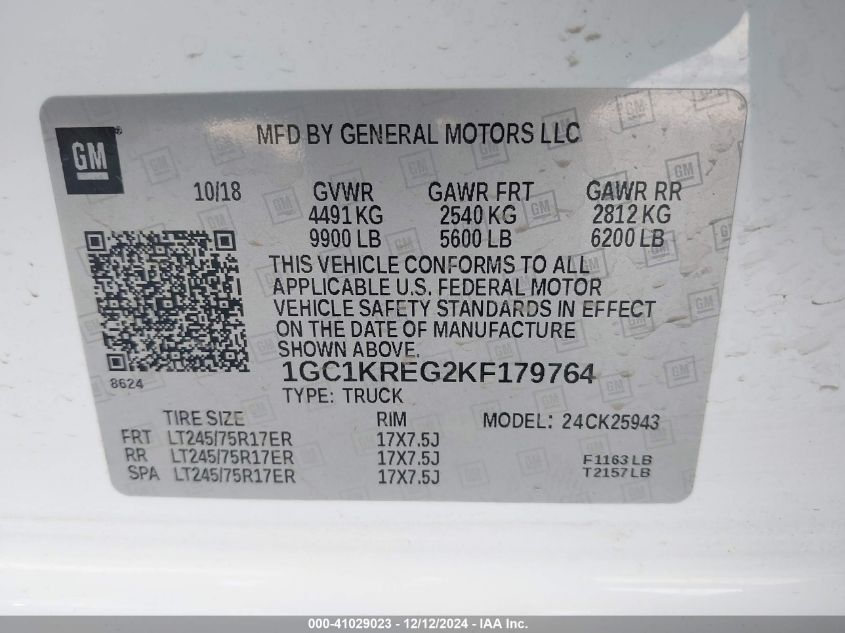 GM
MFD BY GENERAL MOTORS LLC
10/18 GVWR GAWR FRT GAWR RR
4491 KG 2540 KG 2812 KG
9900 LB 5600 LB 6200 LB
THIS VEHICLE CONFORMS TO ALL
APPLICABLE U.S. FEDERAL MOTOR
VEHICLE SAFETY STANDARDS IN EFFECT
ON THE DATE OF MANUFACTURE
SHOWN ABOVE.
8624
1GC1KREG2KF179764
TYPE: TRUCK
TIRE SIZE RIM MODEL: 24CK25943
FRT LT245/75R17ER 17X7.5J
RR LT245/75R17ER 17X7.5J F1163LB
SPA LT245/75R17ER 17X7.5J T2157LB
000-41029023 - 12/12/2024 - IAA Inc.